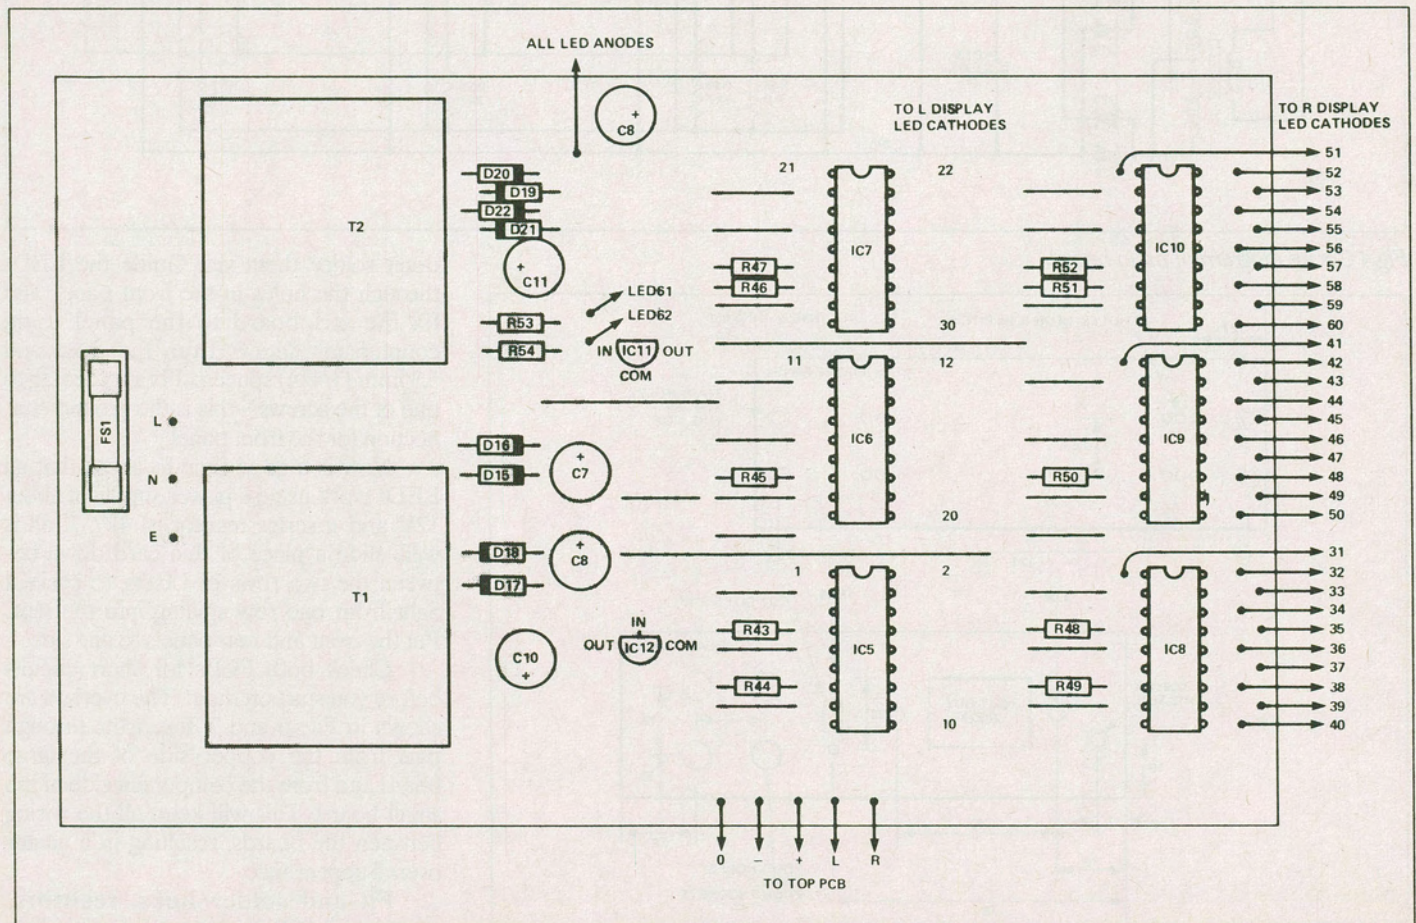 ALL LED ANODES
+
C8
TO L DISPLAY
LED CATHODES
TO R DISPLAY
LED CATHODES
51
D20
21
22
52
D19
53
T2
D22
54
D21
55
IC7
IC10
56
+
C11
R47
R52
57
R46
R51
58
LED61
59
LED62
R53
30
60
41
R54
IN
IC11
OUT
COM
11
12
42
43
44
45
FS1
L
D16
+
C7
IC6
IC9
46
47
N
D15
R45
R50
48
49
20
50
E
D18
+
C8
31
1
2
32
D17
33
T1
34
IN
R43
R48
35
OUT
IC12
COM
IC5
IC8
36
C10
+
37
R44
R49
38
39
10
40
0
–
+
L
R
TO TOP PCB